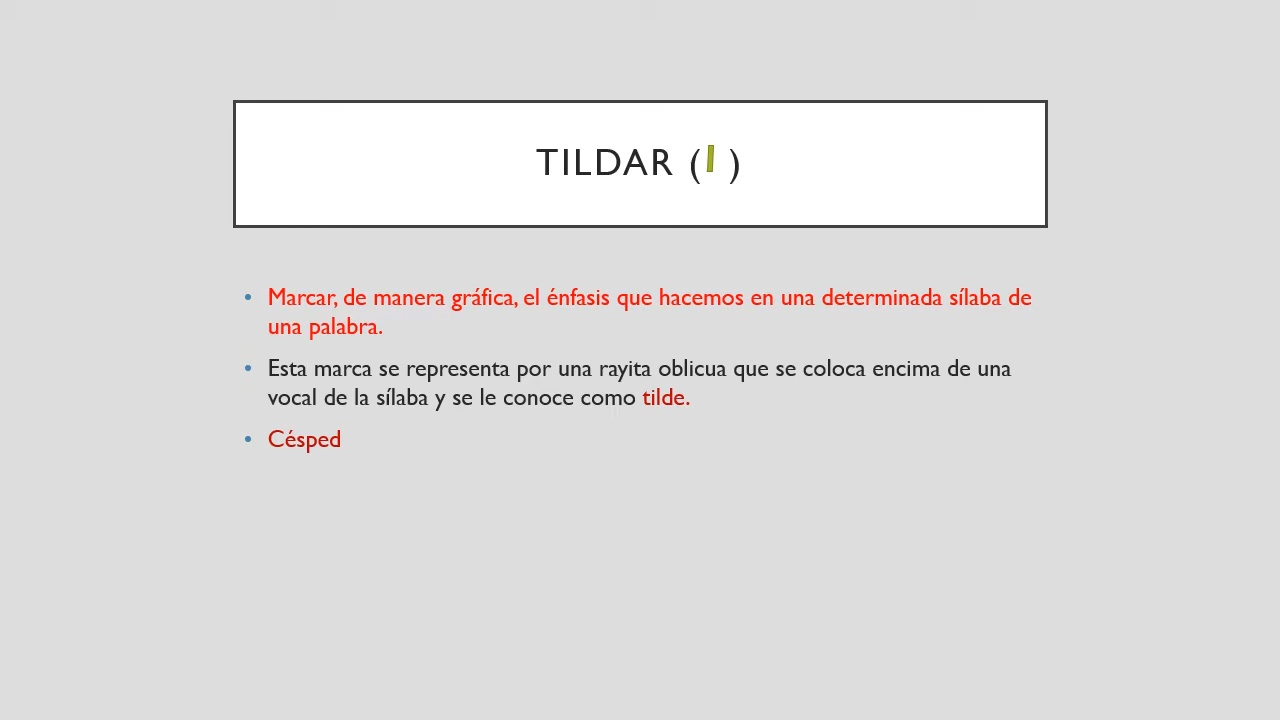 TILDAR ( )
• Marcar, de manera gráfica, el énfasis que hacemos en una determinada sílaba de
una palabra.
• Esta marca se representa por una rayita oblicua que se coloca encima de una
vocal de la sílaba y se le conoce como tilde.
• Césped